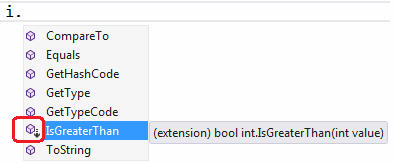 i.
CompareTo
Equals
GetHashCode
GetType
GetTypeCode
IsGreaterThan (extension) bool int.IsGreaterThan(int value)
ToString